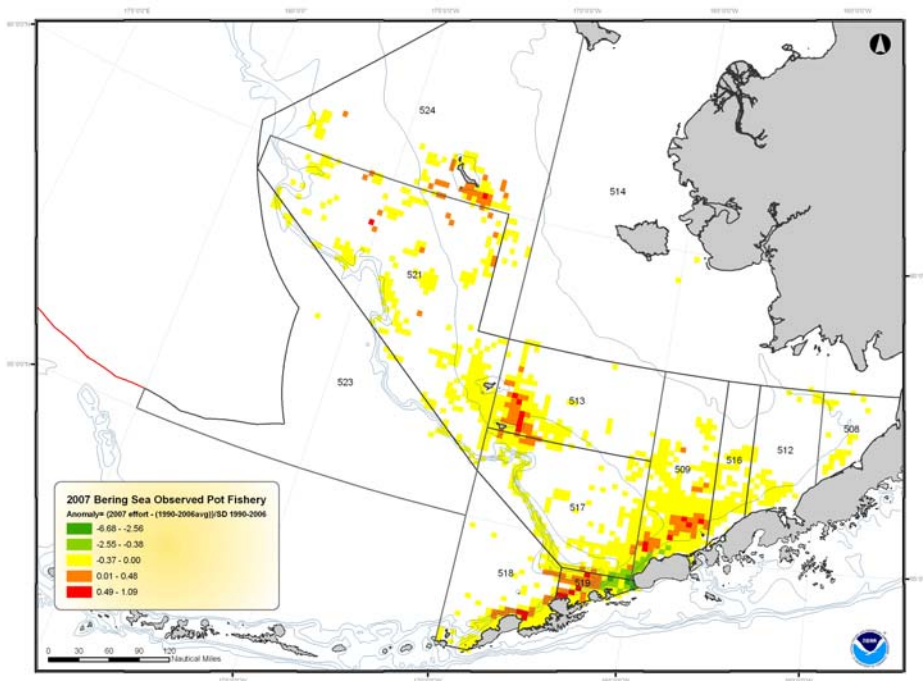 524
514
521
523
513
508
512
516
509
517
518
519
2007 Bering Sea Observed Pot Fishery
Anomaly= (2007 effort - (1990-2006avg))/SD 1990-2006
-6.68 - -2.56
-2.55 - -0.38
-0.37 - 0.00
0.01 - 0.48
0.49 - 1.09
0 30 60 90 120
Nautical Miles